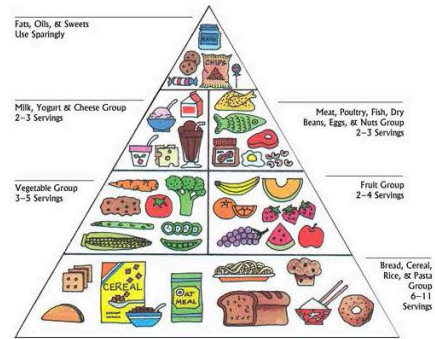 Fats, Oils, & Sweets
Use Sparingly
MAYO
CHIPS
Milk, Yogurt & Cheese Group
2–3 Servings
Meat, Poultry, Fish, Dry
Beans, Eggs, & Nuts Group
2–3 Servings
Vegetable Group
3–5 Servings
Fruit Group
2–4 Servings
Bread, Cereal,
Rice, & Pasta
Group
6–11
Servings
CEREAL
OAT
MEAL